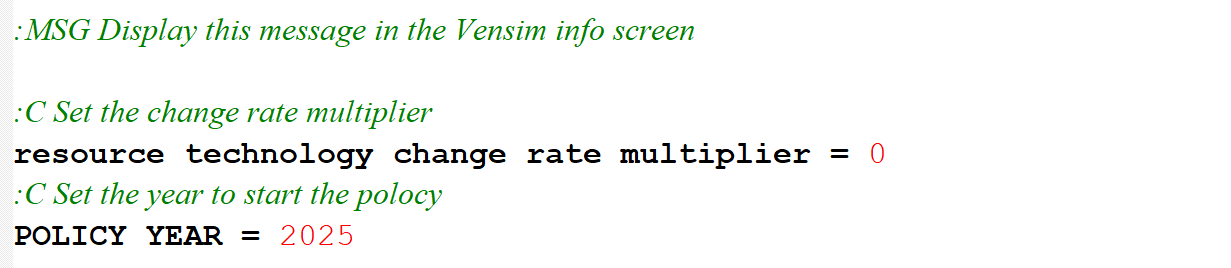 :MSG Display this message in the Vensim info screen
:C Set the change rate multiplier
resource technology change rate multiplier = 0
:C Set the year to start the polocy
POLICY YEAR = 2025